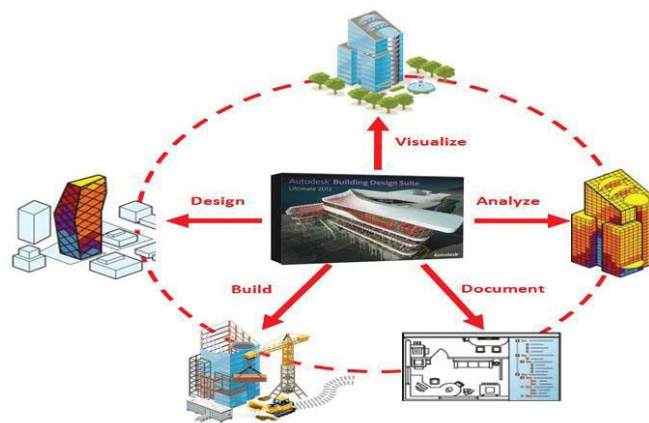 Visualize
Autodesk Building Design Suite
Ultimate 2012
Design
Analyze
Autodesk
Build
Document